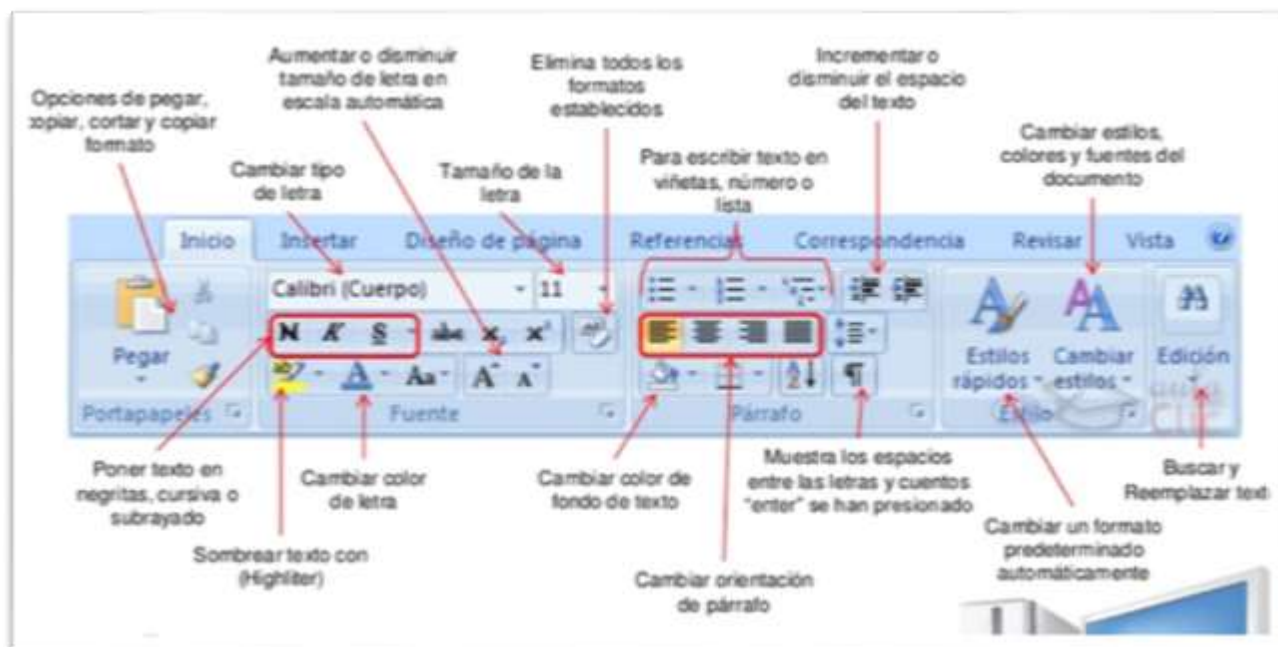 Aumentar o disminuir
tamaño de letra en
escala automática
Elimina todos los
formatos
establecidos
Incrementar o
disminuir el espacio
del texto
Opciones de pegar,
copiar, cortar y copiar
formato
Cambiar tipo
de letra
Tamaño de la
letra
Para escribir texto en
viñetas, número o
lista
Cambiar estilos,
colores y fuentes del
documento
Inicio Insertar Diseño de página Referencias Correspondencia Revisar Vista
Calibri (Cuerpo) 11
N K S abc x, x²
Pegar
Aa A A
Estilos rápidos
Cambiar estilos
Edición
Portapapeles Fuente Párrafo Estilo
Poner texto en
negritas, cursiva o
subrayado
Cambiar color
de letra
Cambiar color de
fondo de texto
Muestra los espacios
entre las letras y cuentos
"enter" se han presionado
Buscar y
Reemplazar text
Sombrear texto con
(Highliter)
Cambiar orientación
de párrafo
Cambiar un formato
predeterminado
automáticamente